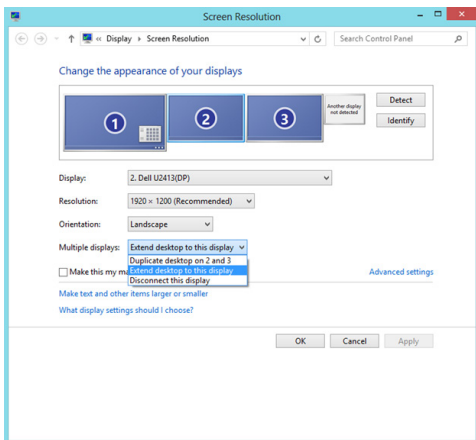 Screen Resolution
« Display Screen Resolution
Search Control Panel
Change the appearance of your displays
1
2
3
Another display
not detected
Detect
Identify
Display: 2. Dell U2413(DP)
Resolution: 1920 × 1200 (Recommended)
Orientation: Landscape
Multiple displays: Extend desktop to this display
Duplicate desktop on 2 and 3
Make this my Extend desktop to this display Advanced settings
Disconnect this display
Make text and other items larger or smaller
What display settings should I choose?
OK Cancel Apply